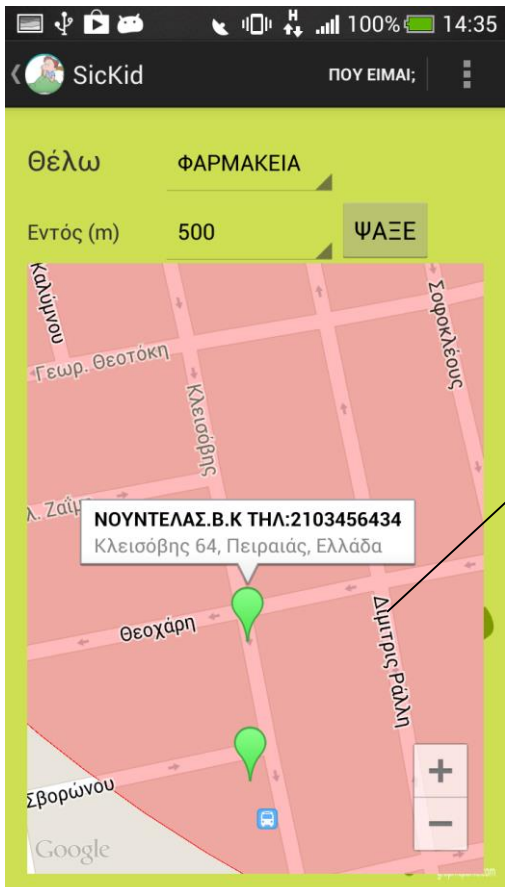 H
100% 14:35
SicKid ΠΟΥ ΕΙΜΑΙ;
Θέλω ΦΑΡΜΑΚΕΙΑ
Εντός (m) 500 ΨΑΞΕ
Καλύμνου
Σοφοκλέους
Γεωρ. Θεοτόκη
Κλεισόβης
λ. Ζαΐμη
ΝΟΥΝΤΕΛΑΣ.Β.Κ ΤΗΛ:2103456434
Κλεισόβης 64, Πειραιάς, Ελλάδα
Θεοχάρη
Δίμιτρις Ράλλη
Σβορώνου
+
−
Google